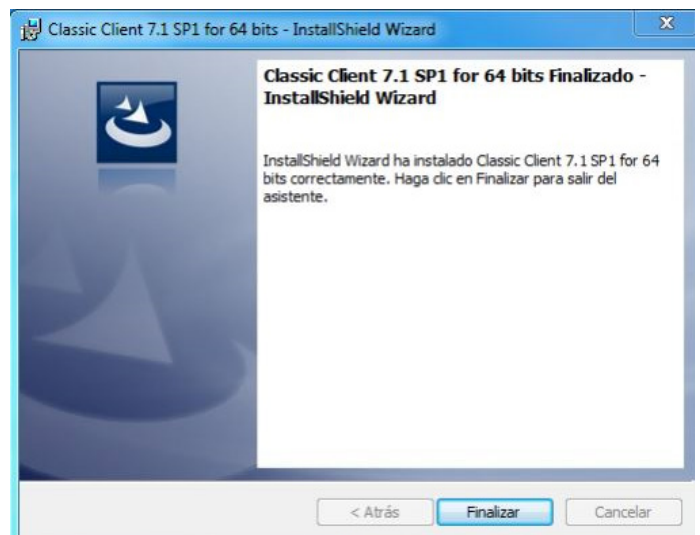 Classic Client 7.1 SP1 for 64 bits - InstallShield Wizard
Classic Client 7.1 SP1 for 64 bits Finalizado -
InstallShield Wizard
InstallShield Wizard ha instalado Classic Client 7.1 SP1 for 64
bits correctamente. Haga clic en Finalizar para salir del
asistente.
< Atrás
Finalizar
Cancelar